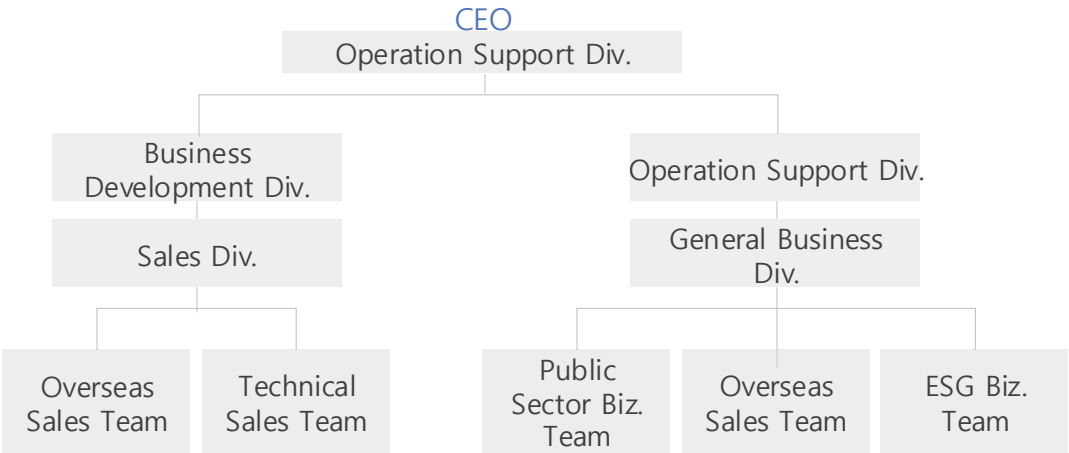 CEO
Operation Support Div.
Business
Development Div.
Operation Support Div.
Sales Div.
General Business
Div.
Overseas
Sales Team
Technical
Sales Team
Public
Sector Biz.
Team
Overseas
Sales Team
ESG Biz.
Team